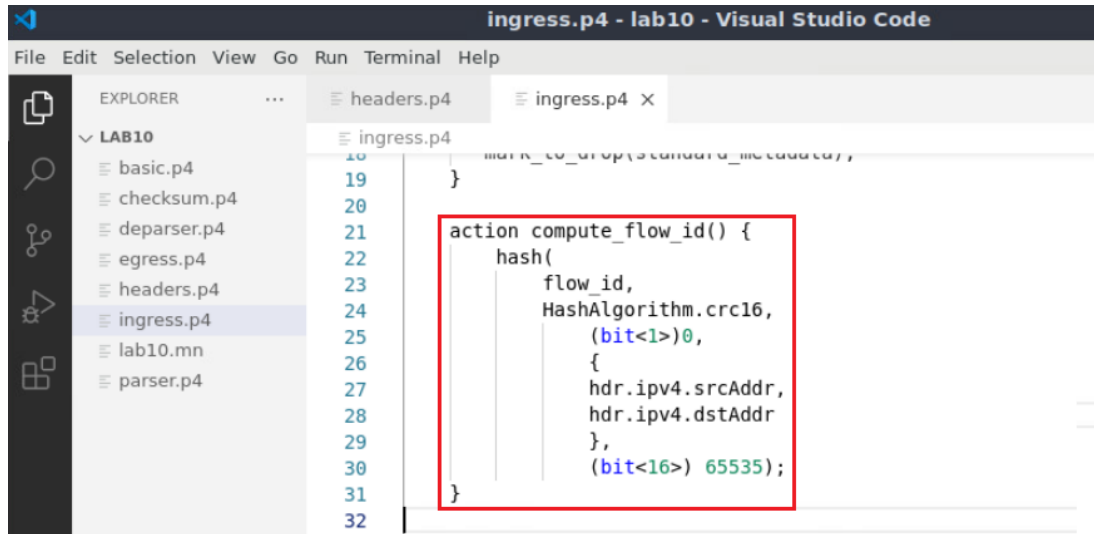 ingress.p4 - lab10 - Visual Studio Code
File Edit Selection View Go Run Terminal Help
EXPLORER ... headers.p4 ingress.p4 ×
LAB10 ingress.p4
basic.p4
checksum.p4
deparser.p4
egress.p4
headers.p4
ingress.p4
lab10.mn
parser.p4
18 mark_to_drop(standard_metadata);
19 }
20
21 action compute_flow_id() {
22 hash(
23 flow_id,
24 HashAlgorithm.crc16,
25 (bit<1>)0,
26 {
27 hdr.ipv4.srcAddr,
28 hdr.ipv4.dstAddr
29 },
30 (bit<16>) 65535);
31 }
32